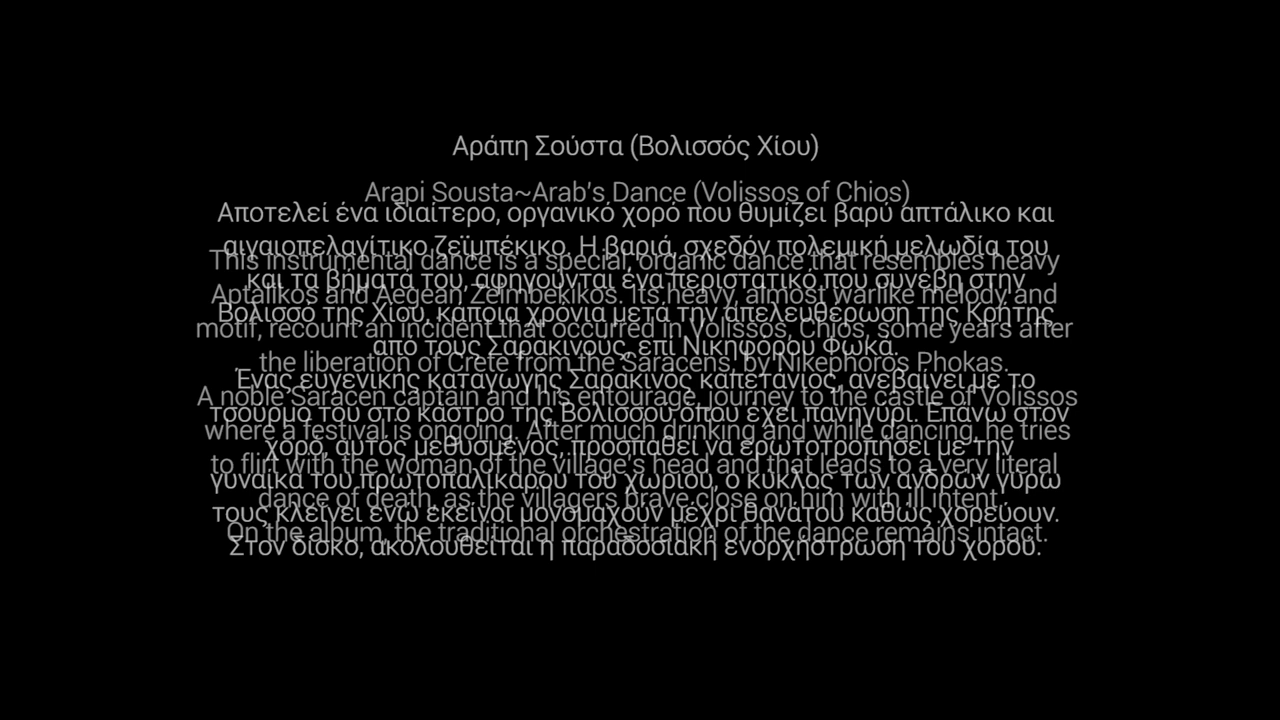 Αράπη Σούστα (Βολισσός Χίου)
Αποτελεί ένα ιδιαίτερο, οργανικό χορό που θυμίζει βαρύ απτάλικο και
αιγαιοπελαγίτικο ζεϊμπέκικο. Η βαριά, σχεδόν πολεμική μελωδία του
και τα βήματά του, αφηγούνται ένα περιστατικό που συνέβη στην
Βολισσό της Χίου, κάποια χρόνια μετά την απελευθέρωση της Κρήτης,
από τους Σαρακινούς, επί Νικηφόρου Φωκά.
Ένας ευγενικής καταγωγής Σαρακινός καπετάνιος, ανεβαίνει με το
τσούρμο του στο κάστρο της Βολισσού όπου έχει πανηγύρι. Επάνω στον
χορό, αυτός μεθυσμένος, προσπαθεί να ερωτοτροπήσει με την
γυναίκα του πρωτοπαλίκαρου του χωριού, ο κύκλος των ανδρών γύρω
τους κλείνει ενώ εκείνοι μονομαχούν μέχρι θανάτου καθώς χορεύουν.
Στον δίσκο, ακολουθείται η παραδοσιακή ενορχήστρωση του χορού.
Arapi Sousta~Arab's Dance (Volissos of Chios)
This instrumental dance is a special, organic dance that resembles heavy
Aptalikos and Aegean Zeimbekikos. Its heavy, almost warlike melody and
motif, recount an incident that occurred in Volissos, Chios, some years after
the liberation of Crete from the Saracens, by Nikephoros Phokas.
A noble Saracen captain and his entourage, journey to the castle of Volissos
where a festival is ongoing. After much drinking and while dancing, he tries
to flirt with the woman of the village's head and that leads to a very literal
dance of death, as the villagers brave close on him with ill intent.
On the album, the traditional orchestration of the dance remains intact.